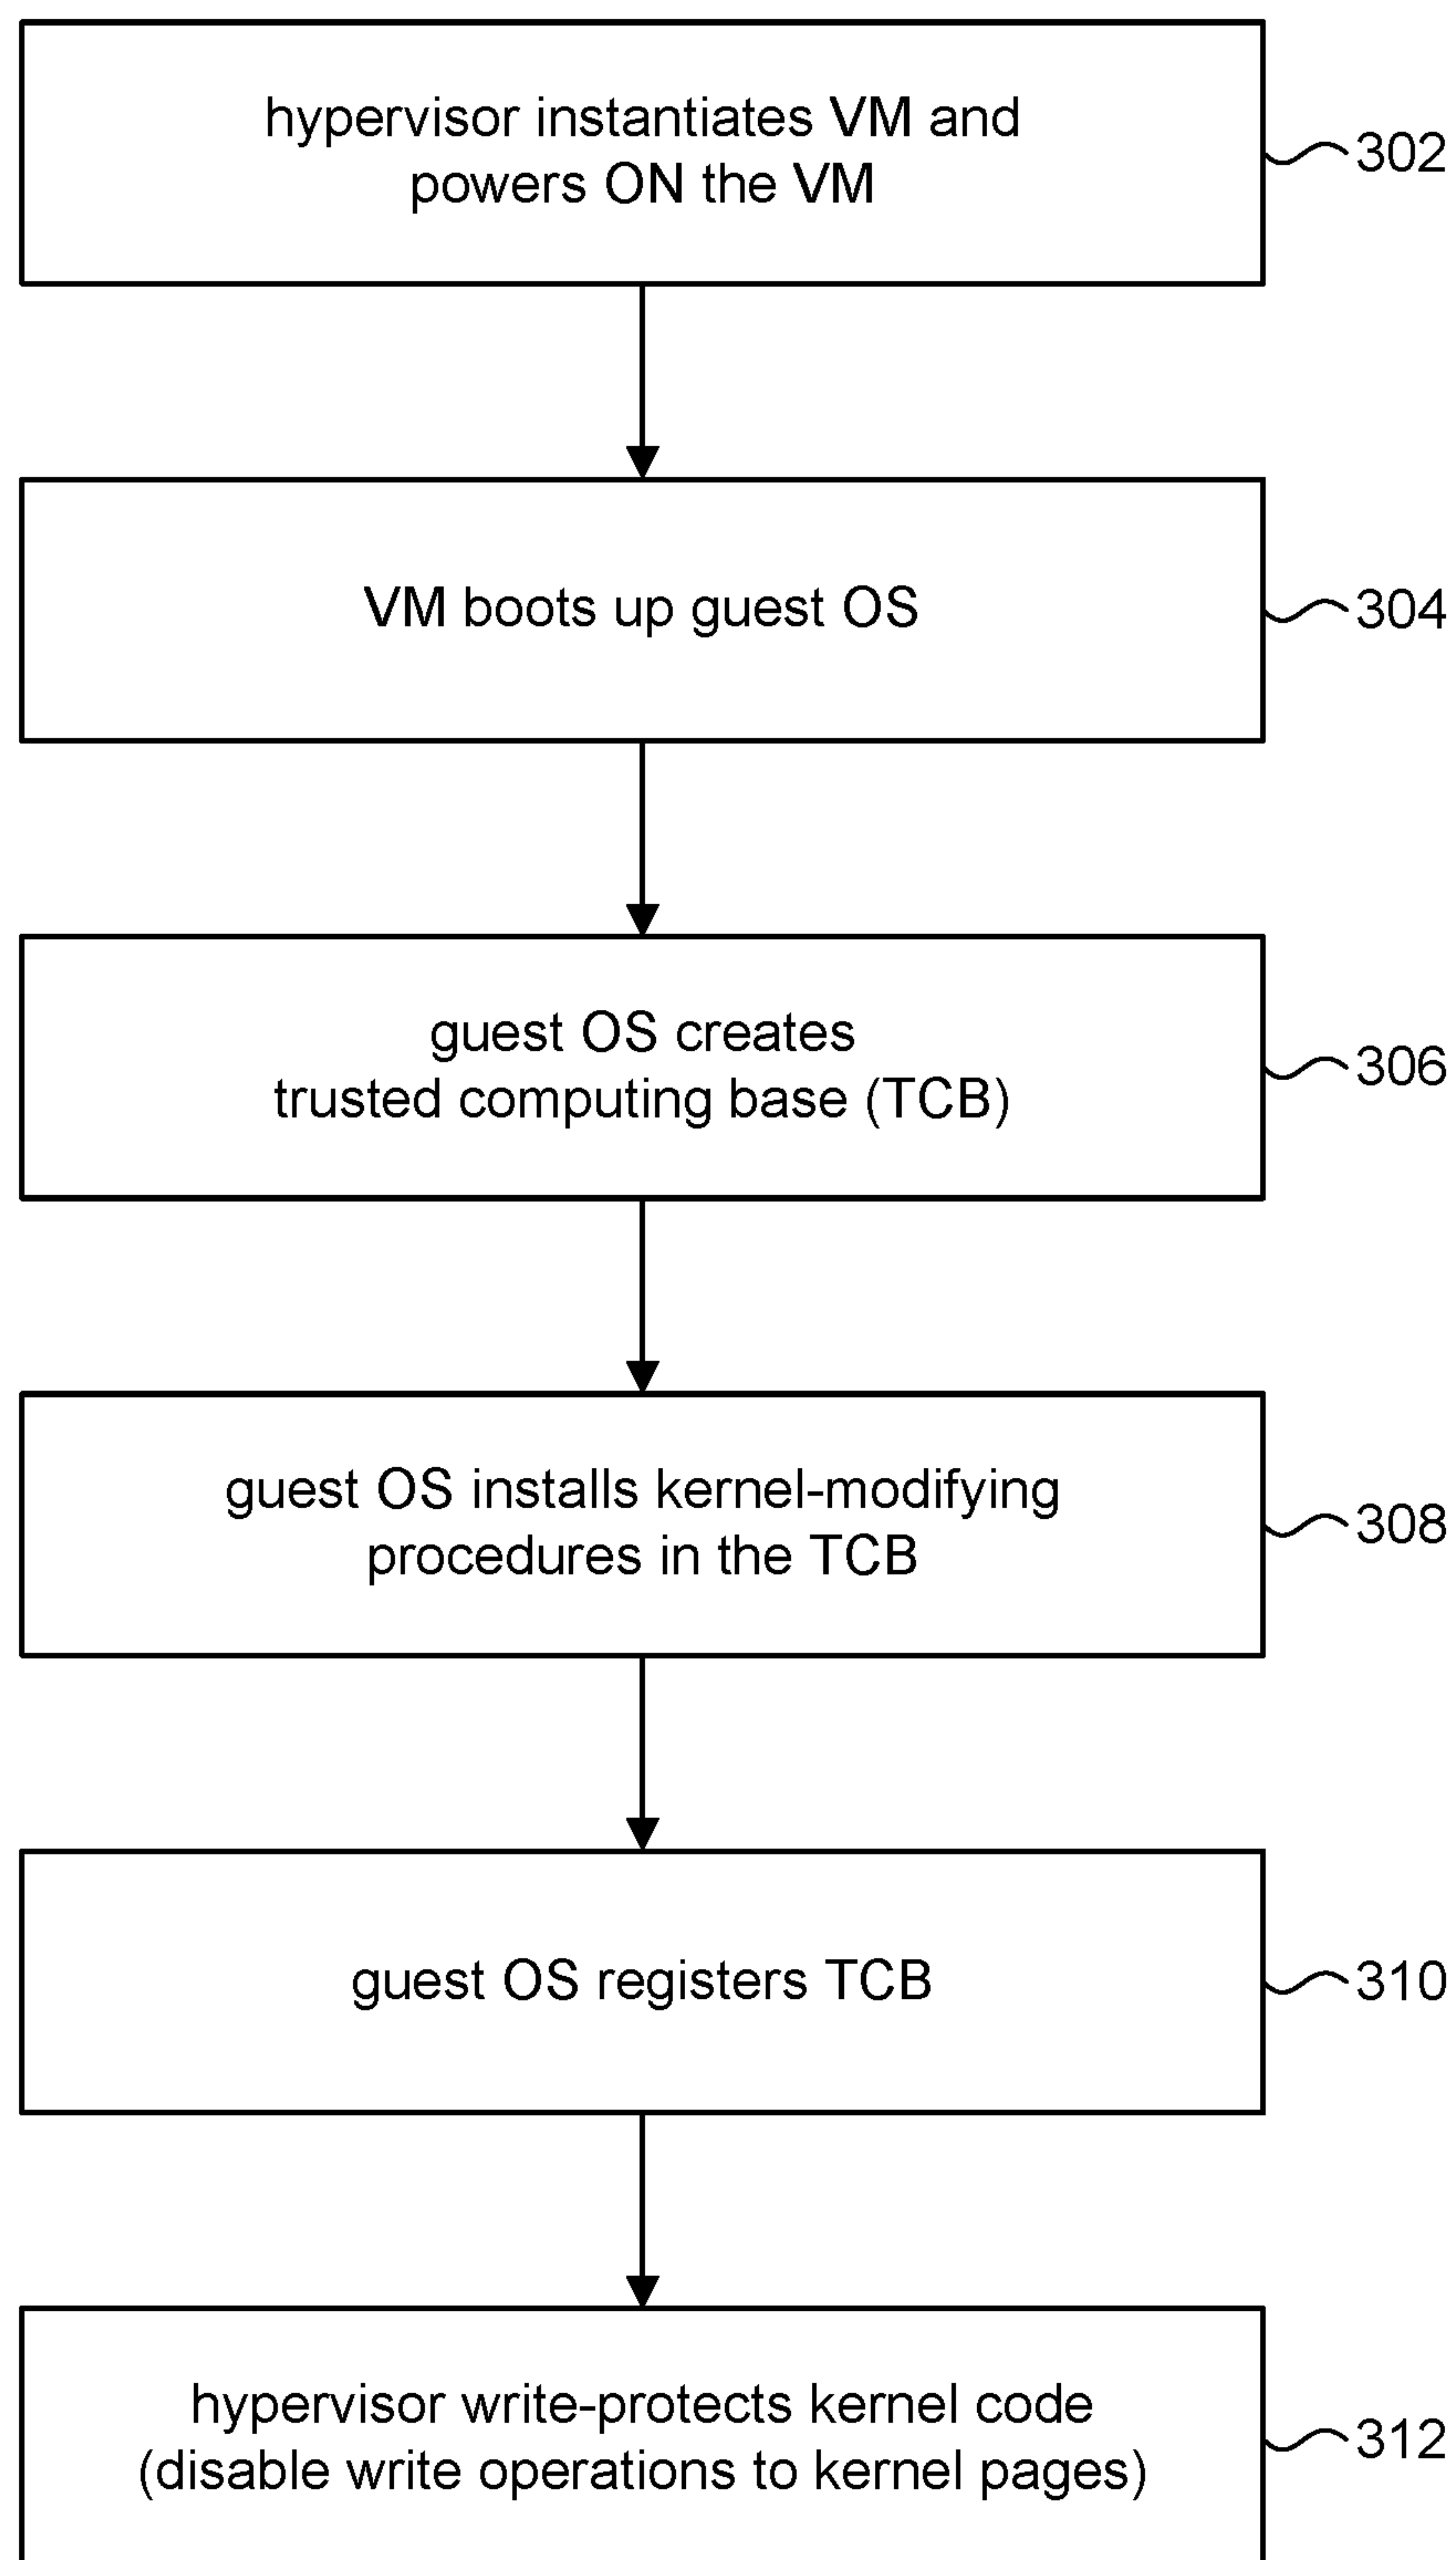 hypervisor instantiates VM and
powers ON the VM
302
VM boots up guest OS
304
guest OS creates
trusted computing base (TCB)
306
guest OS installs kernel-modifying
procedures in the TCB
308
guest OS registers TCB
310
hypervisor write-protects kernel code
(disable write operations to kernel pages)
312